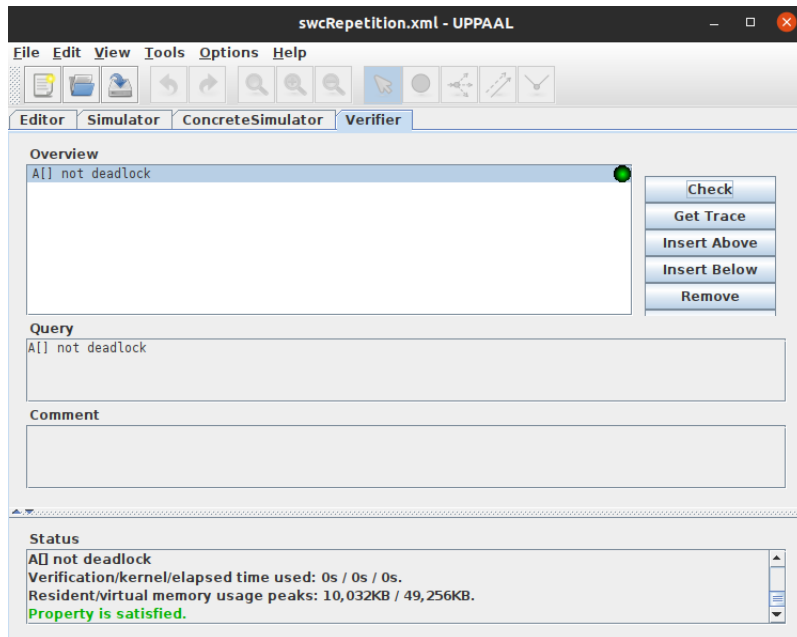 swcRepetition.xml - UPPAAL
File Edit View Tools Options Help
Editor Simulator ConcreteSimulator Verifier
Overview
A[] not deadlock
Check
Get Trace
Insert Above
Insert Below
Remove
Query
A[] not deadlock
Comment
Status
A[] not deadlock
Verification/kernel/elapsed time used: 0s / 0s / 0s.
Resident/virtual memory usage peaks: 10,032KB / 49,256KB.
Property is satisfied.